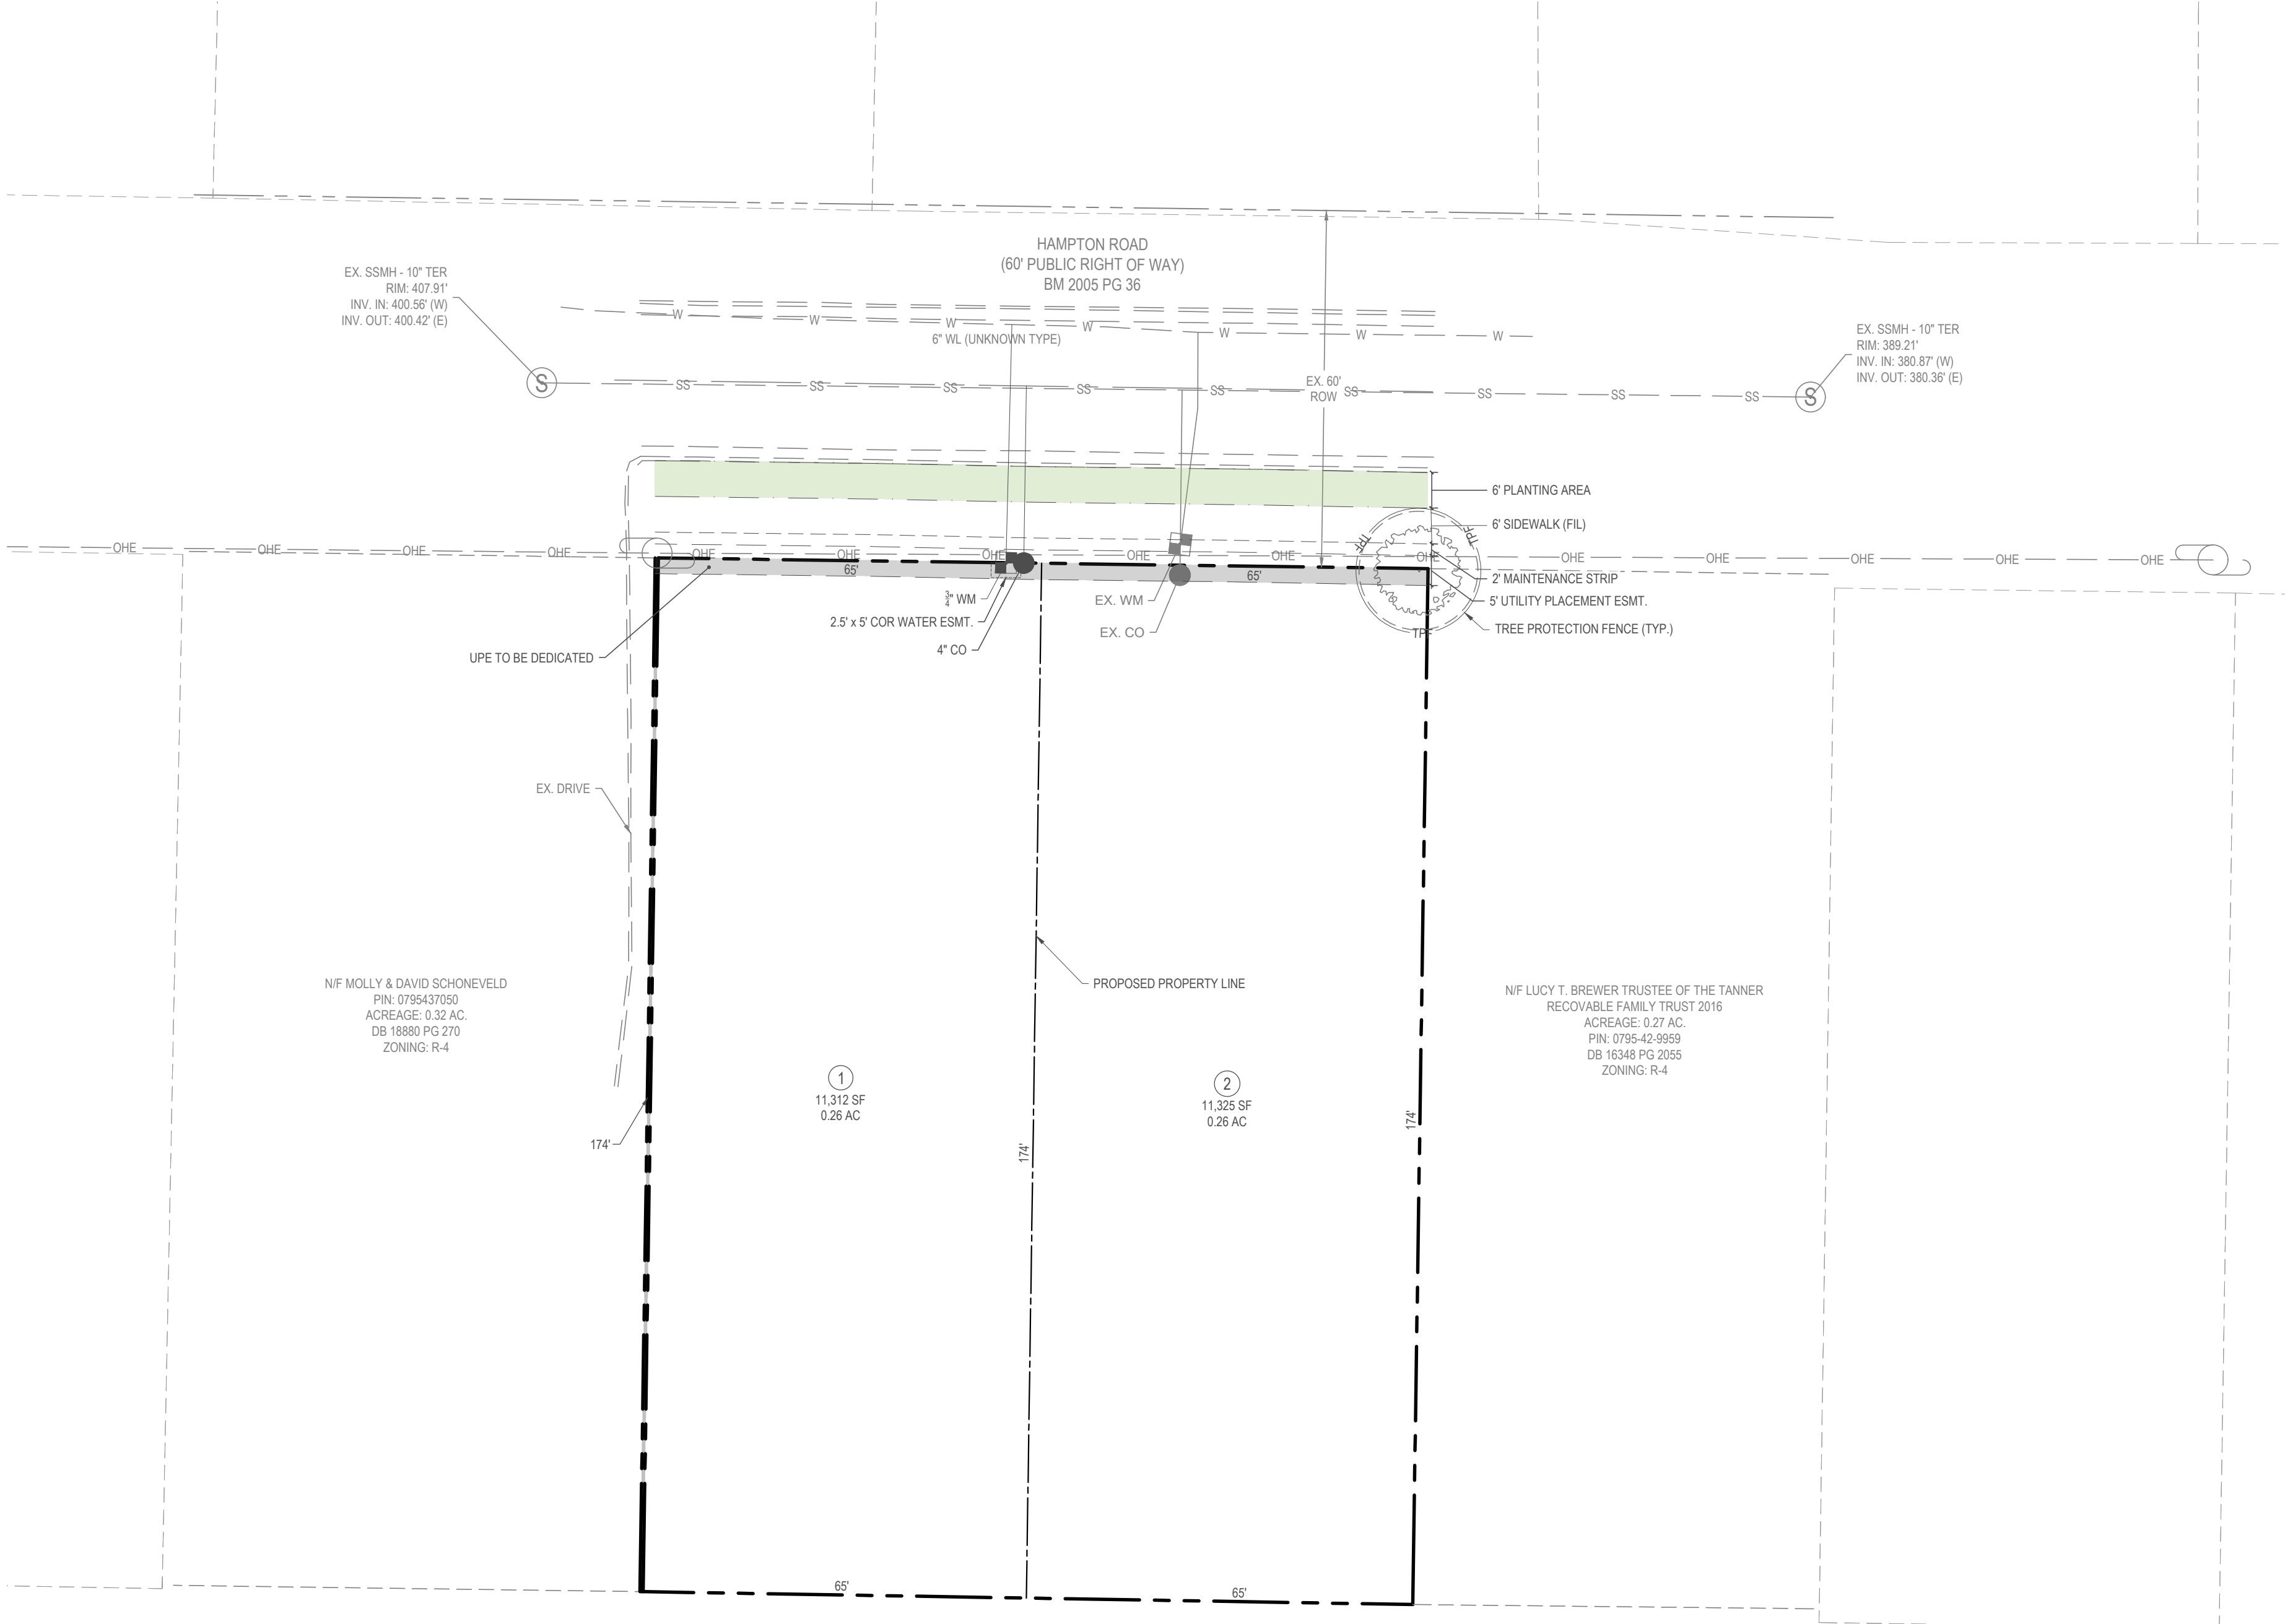 HAMPTON ROAD
(60' PUBLIC RIGHT OF WAY)
BM 2005 PG 36
EX. SSMH - 10" TER
RIM: 407.91'
INV. IN: 400.56' (W)
INV. OUT: 400.42' (E)
W W W W W W W
6" WL (UNKNOWN TYPE)
EX. SSMH - 10" TER
RIM: 389.21'
INV. IN: 380.87' (W)
INV. OUT: 380.36' (E)
EX. 60'
ROW
S SS SS SS SS SS SS SS SS SS S
6' PLANTING AREA
6' SIDEWALK (FIL)
TPF TPF
OHE OHE OHE OHE OHE OHE OHE OHE OHE OHE OHE OHE OHE OHE OHE
65' 65'
2' MAINTENANCE STRIP
5' UTILITY PLACEMENT ESMT.
TREE PROTECTION FENCE (TYP.)
TPF
3/4" WM
2.5' x 5' COR WATER ESMT.
4" CO
EX. WM
EX. CO
UPE TO BE DEDICATED
EX. DRIVE
PROPOSED PROPERTY LINE
N/F MOLLY & DAVID SCHONEVELD
PIN: 0795437050
ACREAGE: 0.32 AC.
DB 18880 PG 270
ZONING: R-4
N/F LUCY T. BREWER TRUSTEE OF THE TANNER
RECOVABLE FAMILY TRUST 2016
ACREAGE: 0.27 AC.
PIN: 0795-42-9959
DB 16348 PG 2055
ZONING: R-4
1
11,312 SF
0.26 AC
2
11,325 SF
0.26 AC
174'
174'
174'
65'
65'